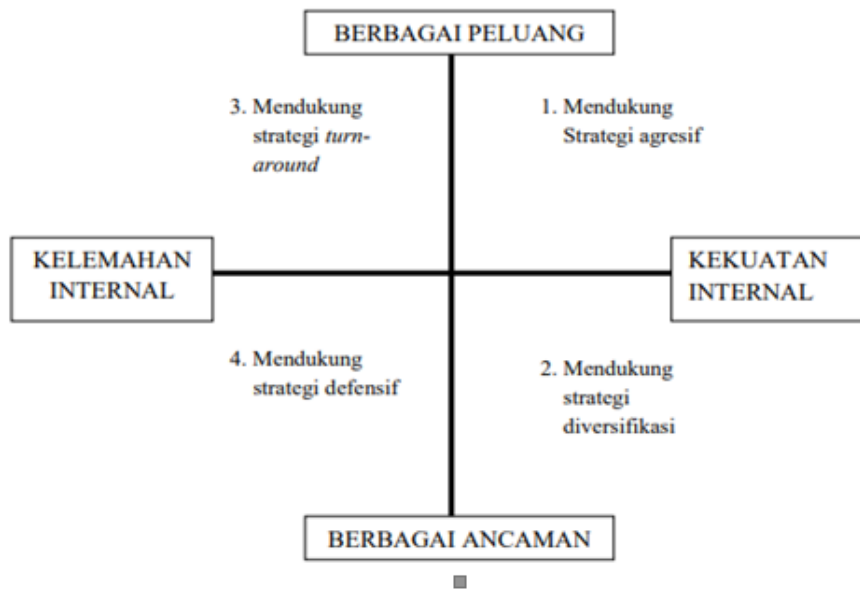 BERBAGAI PELUANG
3. Mendukung
strategi turn-
around
1. Mendukung
Strategi agresif
KELEMAHAN
INTERNAL
KEKUATAN
INTERNAL
4. Mendukung
strategi defensif
2. Mendukung
strategi
diversifikasi
BERBAGAI ANCAMAN